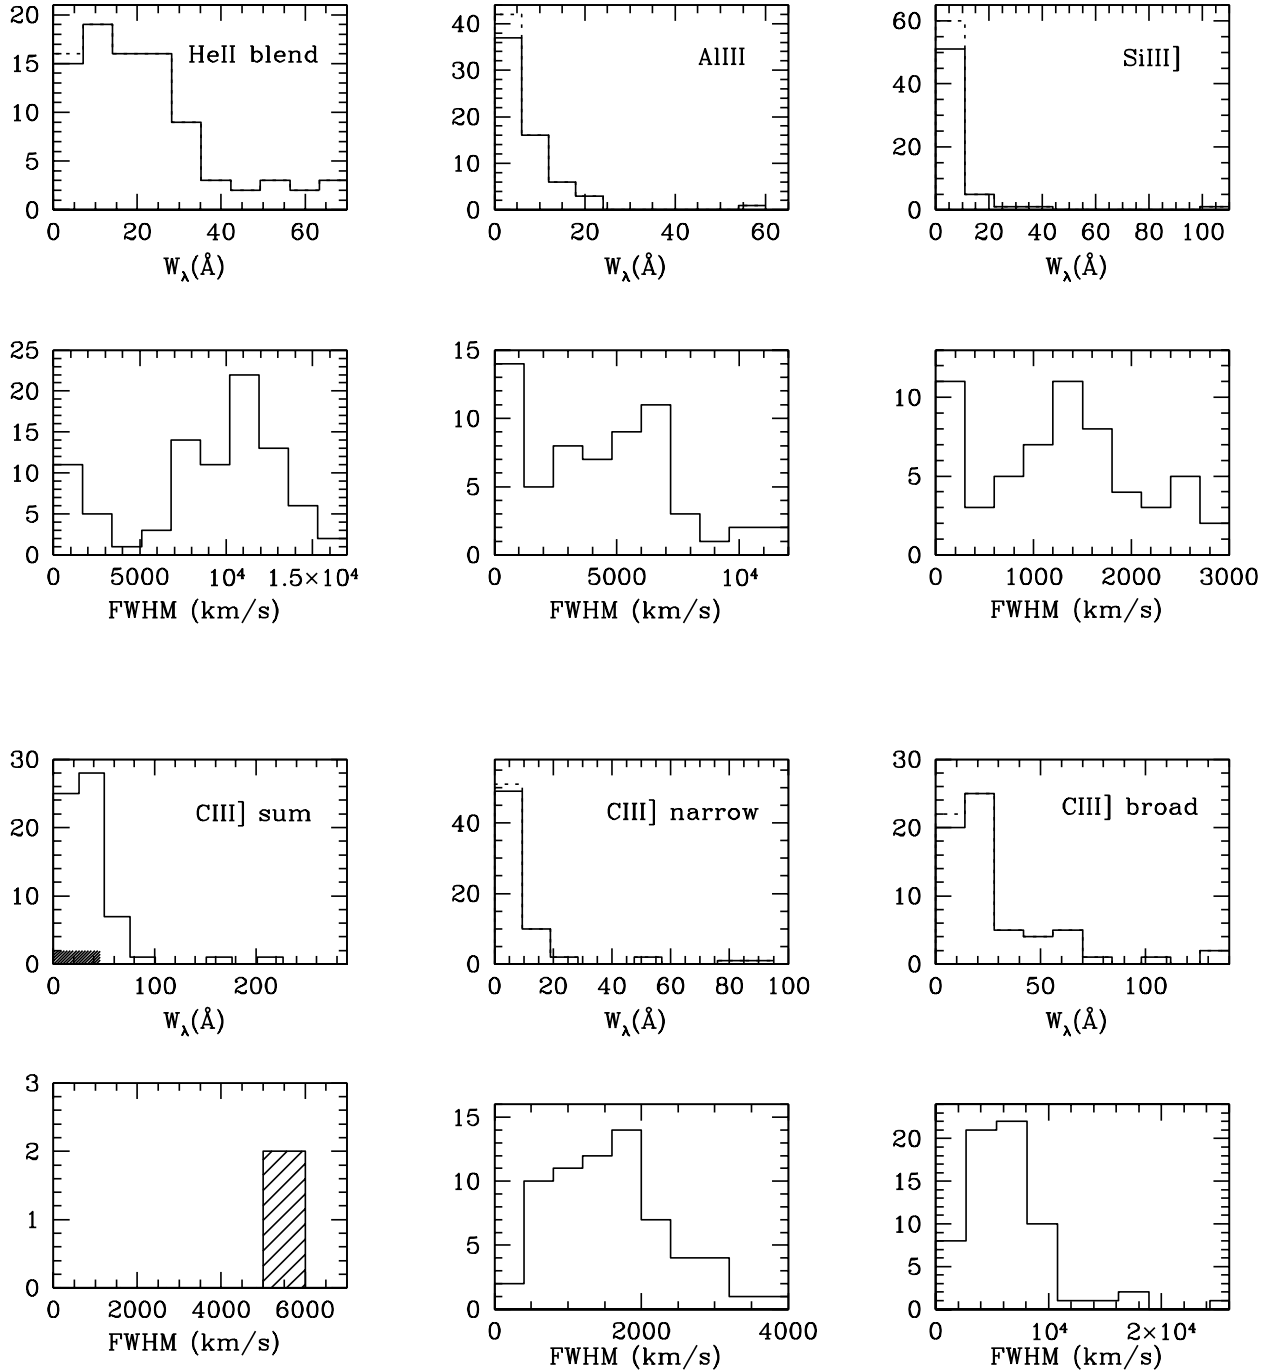 20
15
10
5
0
HeII blend
0 20 40 60
Wλ(Å)
40
30
20
10
0
AlIII
0 20 40 60
Wλ(Å)
60
40
20
0
SiIII]
0 20 40 60 80 100
Wλ(Å)
25
20
15
10
5
0
0 5000 10⁴ 1.5×10⁴
FWHM (km/s)
15
10
5
0
0 5000 10⁴
FWHM (km/s)
10
5
0
0 1000 2000 3000
FWHM (km/s)
30
20
10
0
CIII] sum
0 100 200
Wλ(Å)
40
20
0
CIII] narrow
0 20 40 60 80 100
Wλ(Å)
30
20
10
0
CIII] broad
0 50 100
Wλ(Å)
3
2
1
0
0 2000 4000 6000
FWHM (km/s)
15
10
5
0
0 2000 4000
FWHM (km/s)
20
15
10
5
0
0 10⁴ 2×10⁴
FWHM (km/s)